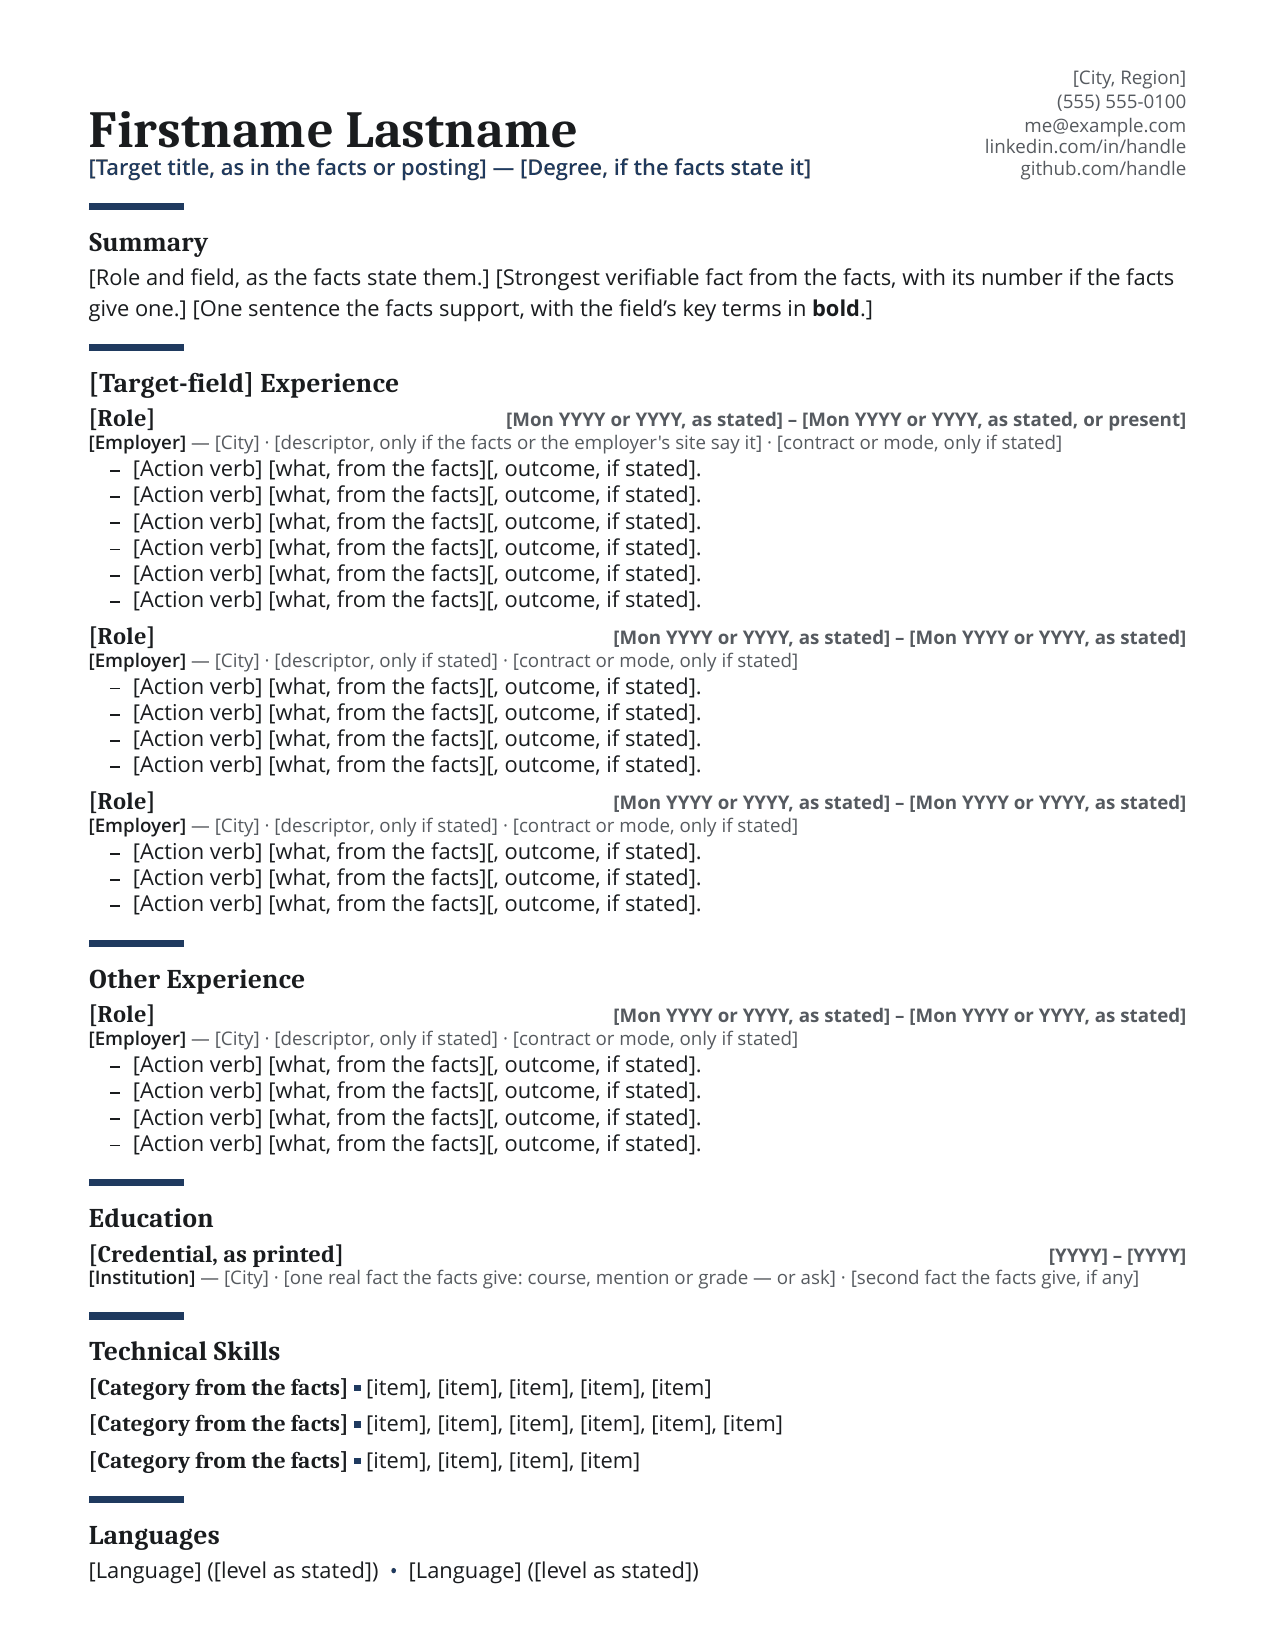 Firstname Lastname
[Target title, as in the facts or posting] — [Degree, if the facts state it]
[City, Region]
(555) 555-0100
me@example.com
linkedin.com/in/handle
github.com/handle
Summary
[Role and field, as the facts state them.] [Strongest verifiable fact from the facts, with its number if the facts
give one.] [One sentence the facts support, with the field’s key terms in bold.]
[Target-field] Experience
[Role] [Mon YYYY or YYYY, as stated] – [Mon YYYY or YYYY, as stated, or present]
[Employer] — [City] · [descriptor, only if the facts or the employer's site say it] · [contract or mode, only if stated]
– [Action verb] [what, from the facts][, outcome, if stated].
– [Action verb] [what, from the facts][, outcome, if stated].
– [Action verb] [what, from the facts][, outcome, if stated].
– [Action verb] [what, from the facts][, outcome, if stated].
– [Action verb] [what, from the facts][, outcome, if stated].
– [Action verb] [what, from the facts][, outcome, if stated].
[Role] [Mon YYYY or YYYY, as stated] – [Mon YYYY or YYYY, as stated]
[Employer] — [City] · [descriptor, only if stated] · [contract or mode, only if stated]
– [Action verb] [what, from the facts][, outcome, if stated].
– [Action verb] [what, from the facts][, outcome, if stated].
– [Action verb] [what, from the facts][, outcome, if stated].
– [Action verb] [what, from the facts][, outcome, if stated].
[Role] [Mon YYYY or YYYY, as stated] – [Mon YYYY or YYYY, as stated]
[Employer] — [City] · [descriptor, only if stated] · [contract or mode, only if stated]
– [Action verb] [what, from the facts][, outcome, if stated].
– [Action verb] [what, from the facts][, outcome, if stated].
– [Action verb] [what, from the facts][, outcome, if stated].
Other Experience
[Role] [Mon YYYY or YYYY, as stated] – [Mon YYYY or YYYY, as stated]
[Employer] — [City] · [descriptor, only if stated] · [contract or mode, only if stated]
– [Action verb] [what, from the facts][, outcome, if stated].
– [Action verb] [what, from the facts][, outcome, if stated].
– [Action verb] [what, from the facts][, outcome, if stated].
– [Action verb] [what, from the facts][, outcome, if stated].
Education
[Credential, as printed] [YYYY] – [YYYY]
[Institution] — [City] · [one real fact the facts give: course, mention or grade — or ask] · [second fact the facts give, if any]
Technical Skills
[Category from the facts] ▪ [item], [item], [item], [item], [item]
[Category from the facts] ▪ [item], [item], [item], [item], [item], [item]
[Category from the facts] ▪ [item], [item], [item], [item]
Languages
[Language] ([level as stated]) • [Language] ([level as stated])